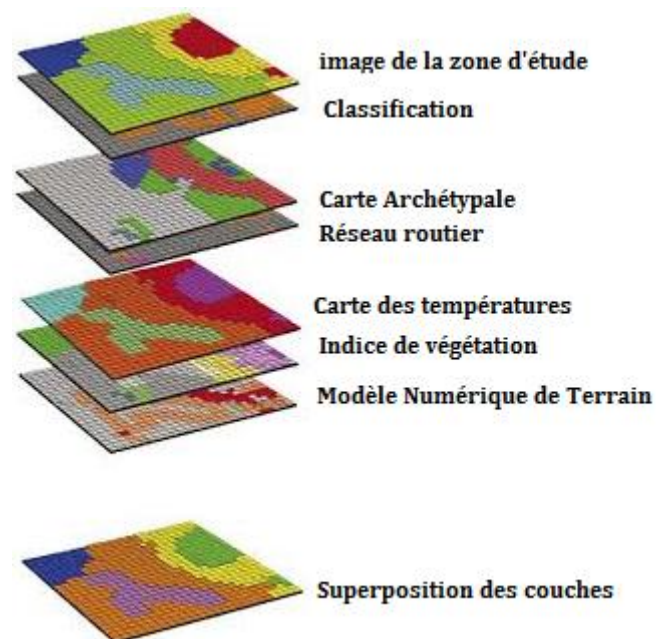 image de la zone d'étude
Classification
Carte Archétypale
Réseau routier
Carte des températures
Indice de végétation
Modèle Numérique de Terrain
Superposition des couches